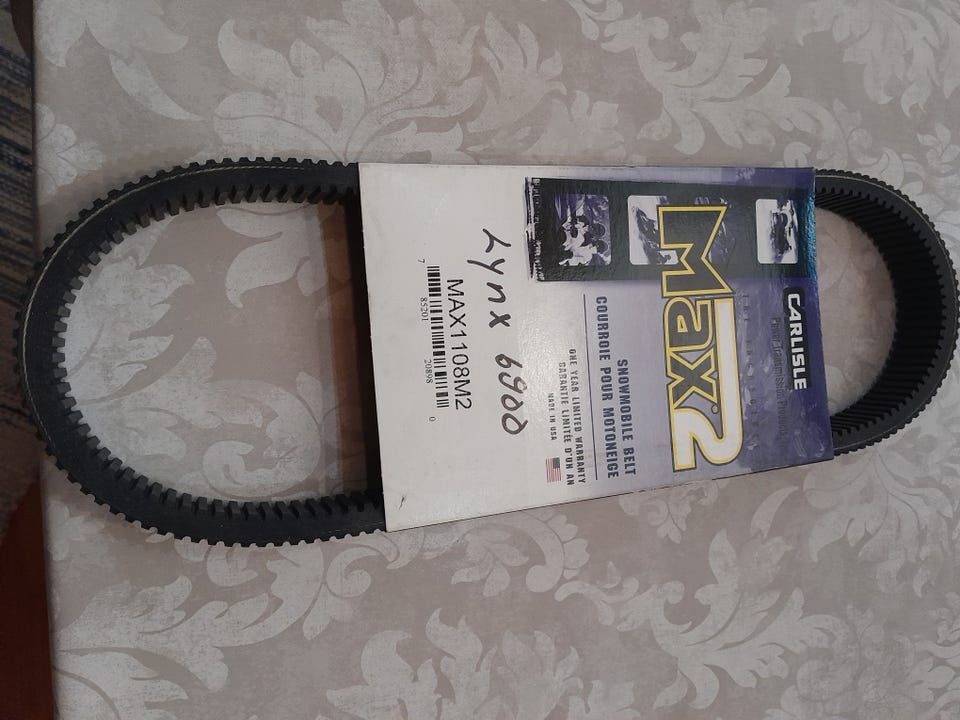 CARLISLE
Power Transmission Products
Max2
SNOWMOBILE BELT
COURROIE POUR MOTONEIGE
ONE YEAR LIMITED WARRANTY
GARANTIE LIMITÉE D'UN AN
MADE IN USA
Lynx 6900
MAX1108M2
7 85201 20898 0